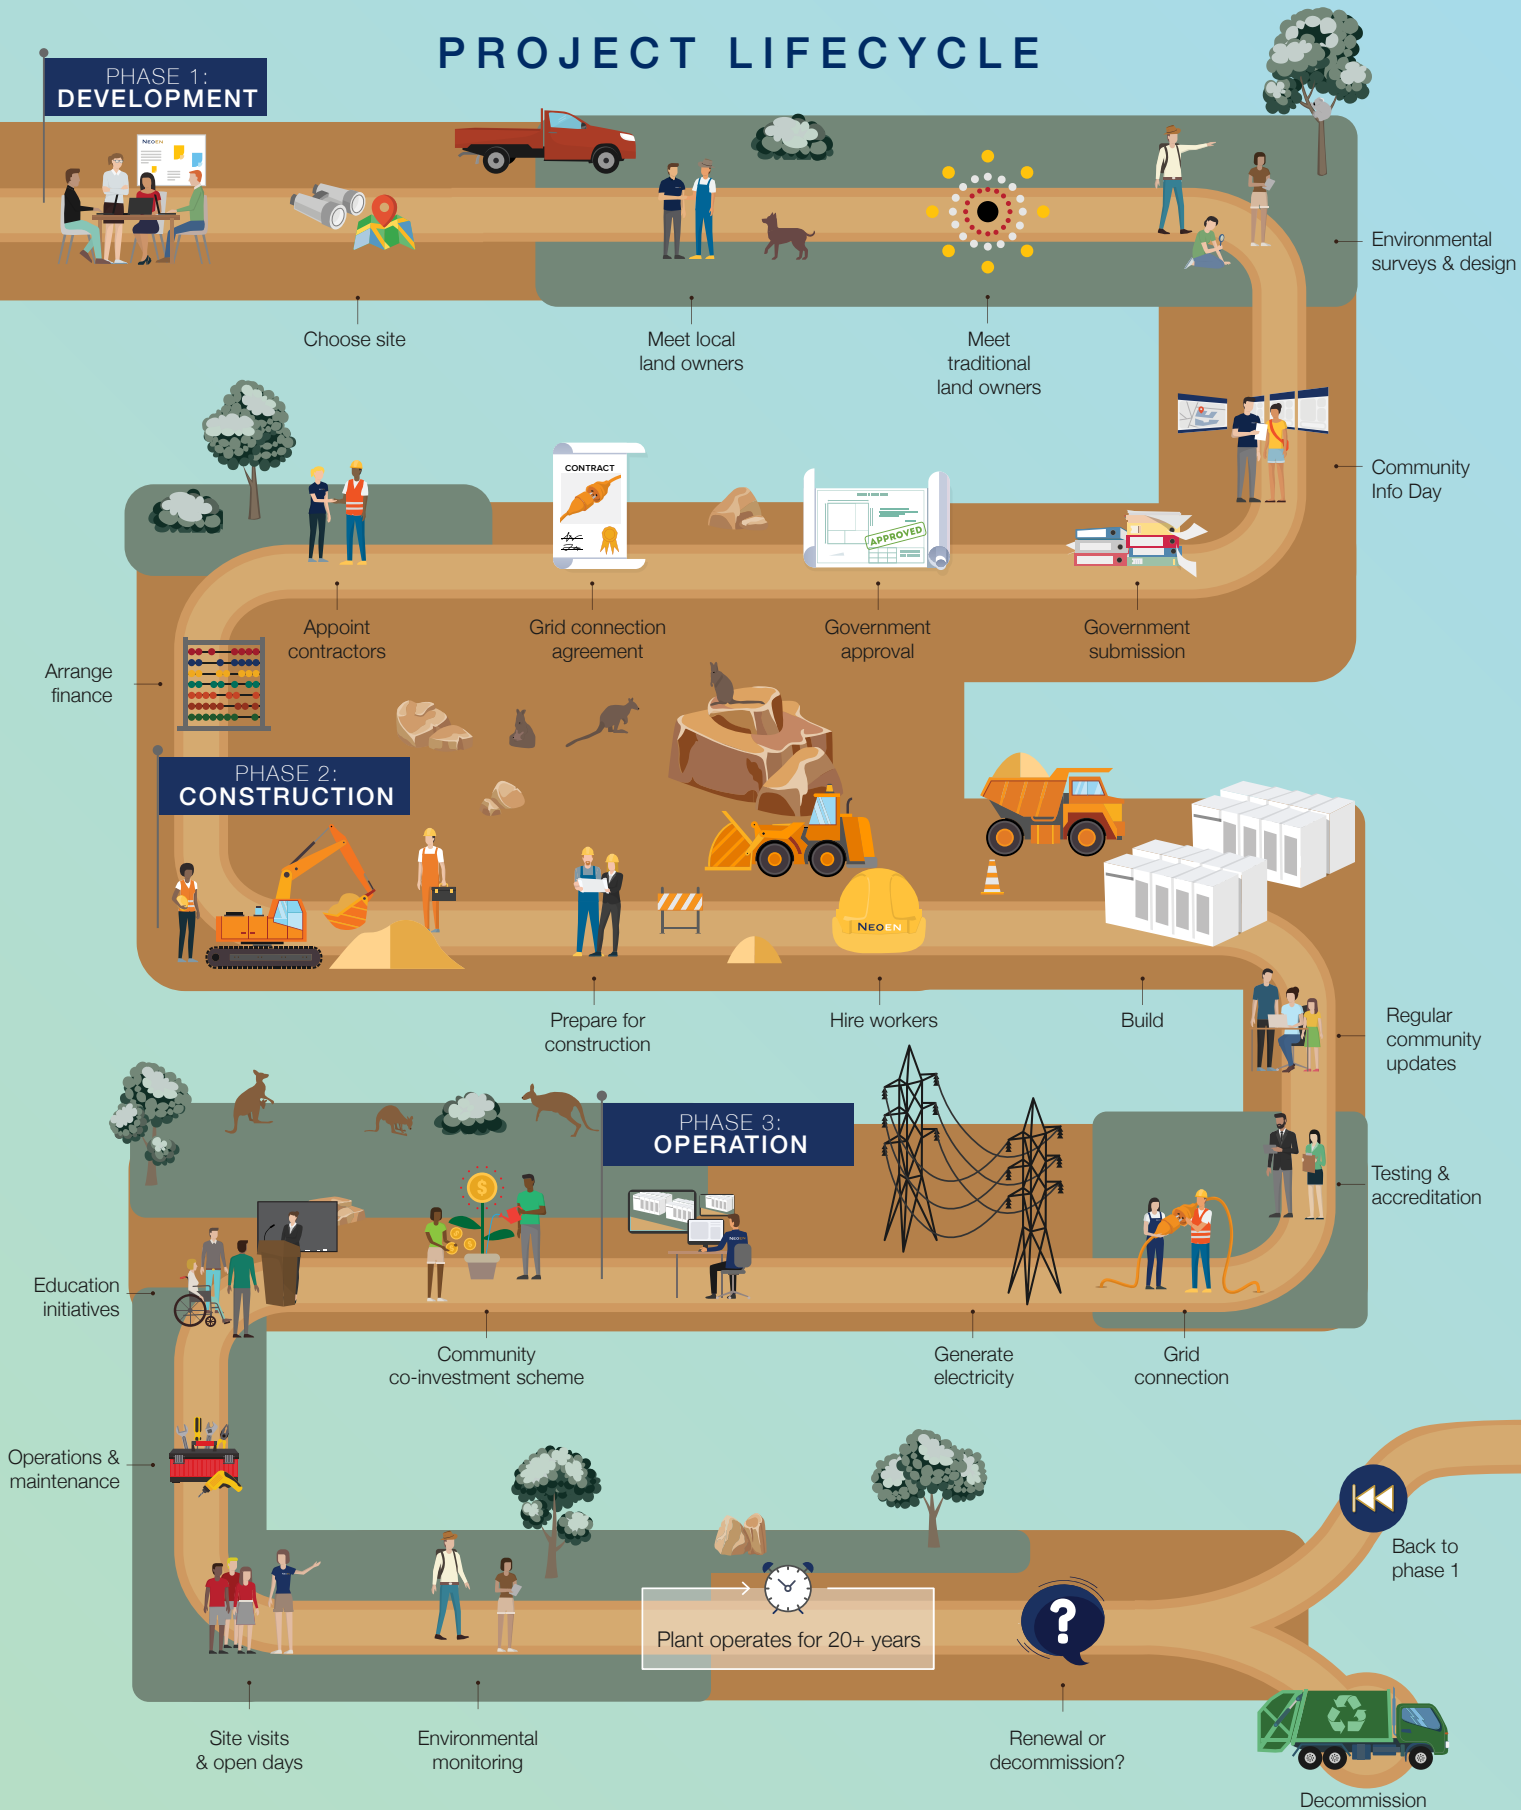 PROJECT LIFECYCLE
PHASE 1:
DEVELOPMENT
NEOEN
Choose site
Meet local
land owners
Meet
traditional
land owners
Environmental
surveys & design
Community
Info Day
Government
submission
APPROVED
Government
approval
CONTRACT
Grid connection
agreement
Appoint
contractors
Arrange
finance
PHASE 2:
CONSTRUCTION
Prepare for
construction
NEOEN
Hire workers
Build
Regular
community
updates
Testing &
accreditation
Grid
connection
Generate
electricity
PHASE 3:
OPERATION
NEOEN
$
Community
co-investment scheme
Education
initiatives
Operations &
maintenance
Site visits
& open days
Environmental
monitoring
Plant operates for 20+ years
?
Renewal or
decommission?
Back to
phase 1
Decommission